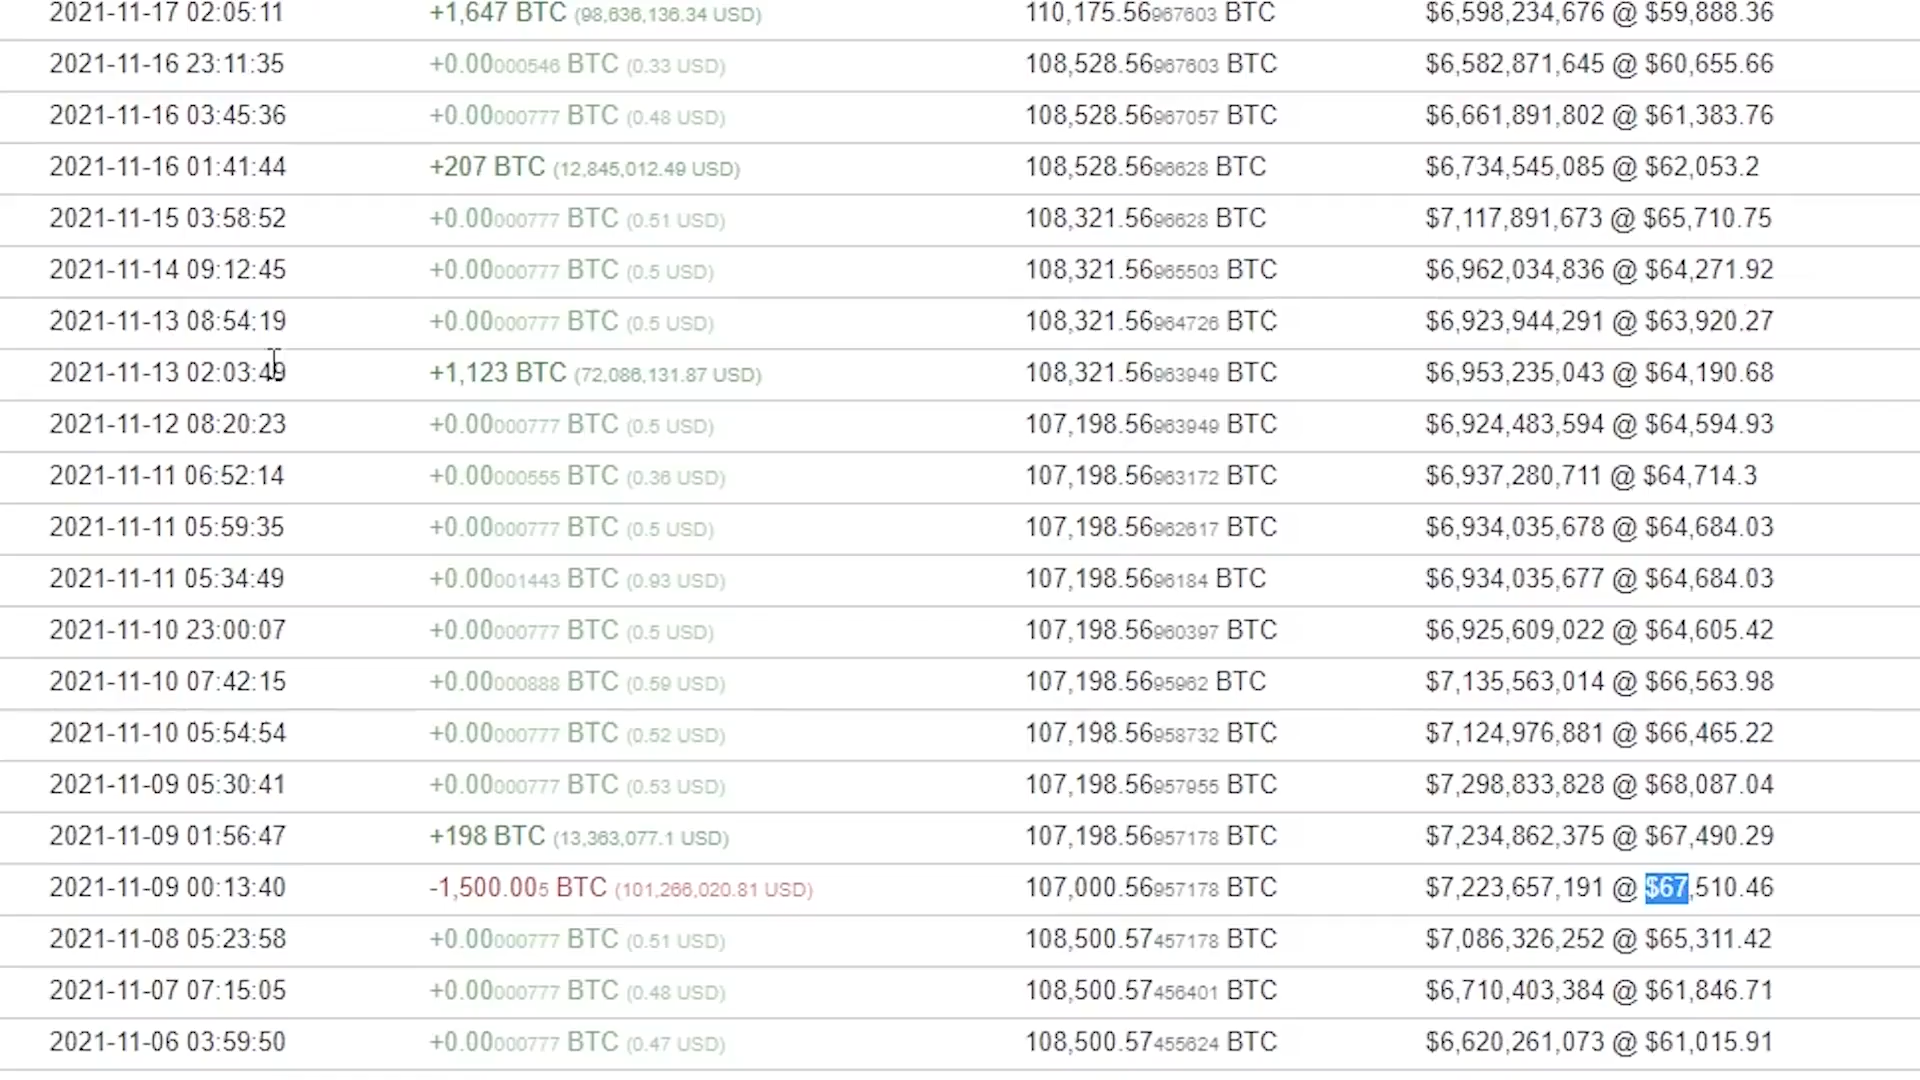 2021-11-17 02:05:11 +1,647 BTC (98,636,136.34 USD) 110,175.56967603 BTC $6,598,234,676 @ $59,888.36
2021-11-16 23:11:35 +0.00000546 BTC (0.33 USD) 108,528.56967603 BTC $6,582,871,645 @ $60,655.66
2021-11-16 03:45:36 +0.00000777 BTC (0.48 USD) 108,528.56967057 BTC $6,661,891,802 @ $61,383.76
2021-11-16 01:41:44 +207 BTC (12,845,012.49 USD) 108,528.5696628 BTC $6,734,545,085 @ $62,053.2
2021-11-15 03:58:52 +0.00000777 BTC (0.51 USD) 108,321.5696628 BTC $7,117,891,673 @ $65,710.75
2021-11-14 09:12:45 +0.00000777 BTC (0.5 USD) 108,321.56965503 BTC $6,962,034,836 @ $64,271.92
2021-11-13 08:54:19 +0.00000777 BTC (0.5 USD) 108,321.56964726 BTC $6,923,944,291 @ $63,920.27
2021-11-13 02:03:49 +1,123 BTC (72,086,131.87 USD) 108,321.56963949 BTC $6,953,235,043 @ $64,190.68
2021-11-12 08:20:23 +0.00000777 BTC (0.5 USD) 107,198.56963949 BTC $6,924,483,594 @ $64,594.93
2021-11-11 06:52:14 +0.00000555 BTC (0.36 USD) 107,198.56963172 BTC $6,937,280,711 @ $64,714.3
2021-11-11 05:59:35 +0.00000777 BTC (0.5 USD) 107,198.56962617 BTC $6,934,035,678 @ $64,684.03
2021-11-11 05:34:49 +0.00001443 BTC (0.93 USD) 107,198.5696184 BTC $6,934,035,677 @ $64,684.03
2021-11-10 23:00:07 +0.00000777 BTC (0.5 USD) 107,198.56960397 BTC $6,925,609,022 @ $64,605.42
2021-11-10 07:42:15 +0.00000888 BTC (0.59 USD) 107,198.5695962 BTC $7,135,563,014 @ $66,563.98
2021-11-10 05:54:54 +0.00000777 BTC (0.52 USD) 107,198.56958732 BTC $7,124,976,881 @ $66,465.22
2021-11-09 05:30:41 +0.00000777 BTC (0.53 USD) 107,198.56957955 BTC $7,298,833,828 @ $68,087.04
2021-11-09 01:56:47 +198 BTC (13,363,077.1 USD) 107,198.56957178 BTC $7,234,862,375 @ $67,490.29
2021-11-09 00:13:40 -1,500.005 BTC (101,266,020.81 USD) 107,000.56957178 BTC $7,223,657,191 @ $67,510.46
2021-11-08 05:23:58 +0.00000777 BTC (0.51 USD) 108,500.57457178 BTC $7,086,326,252 @ $65,311.42
2021-11-07 07:15:05 +0.00000777 BTC (0.48 USD) 108,500.57456401 BTC $6,710,403,384 @ $61,846.71
2021-11-06 03:59:50 +0.00000777 BTC (0.47 USD) 108,500.57455624 BTC $6,620,261,073 @ $61,015.91